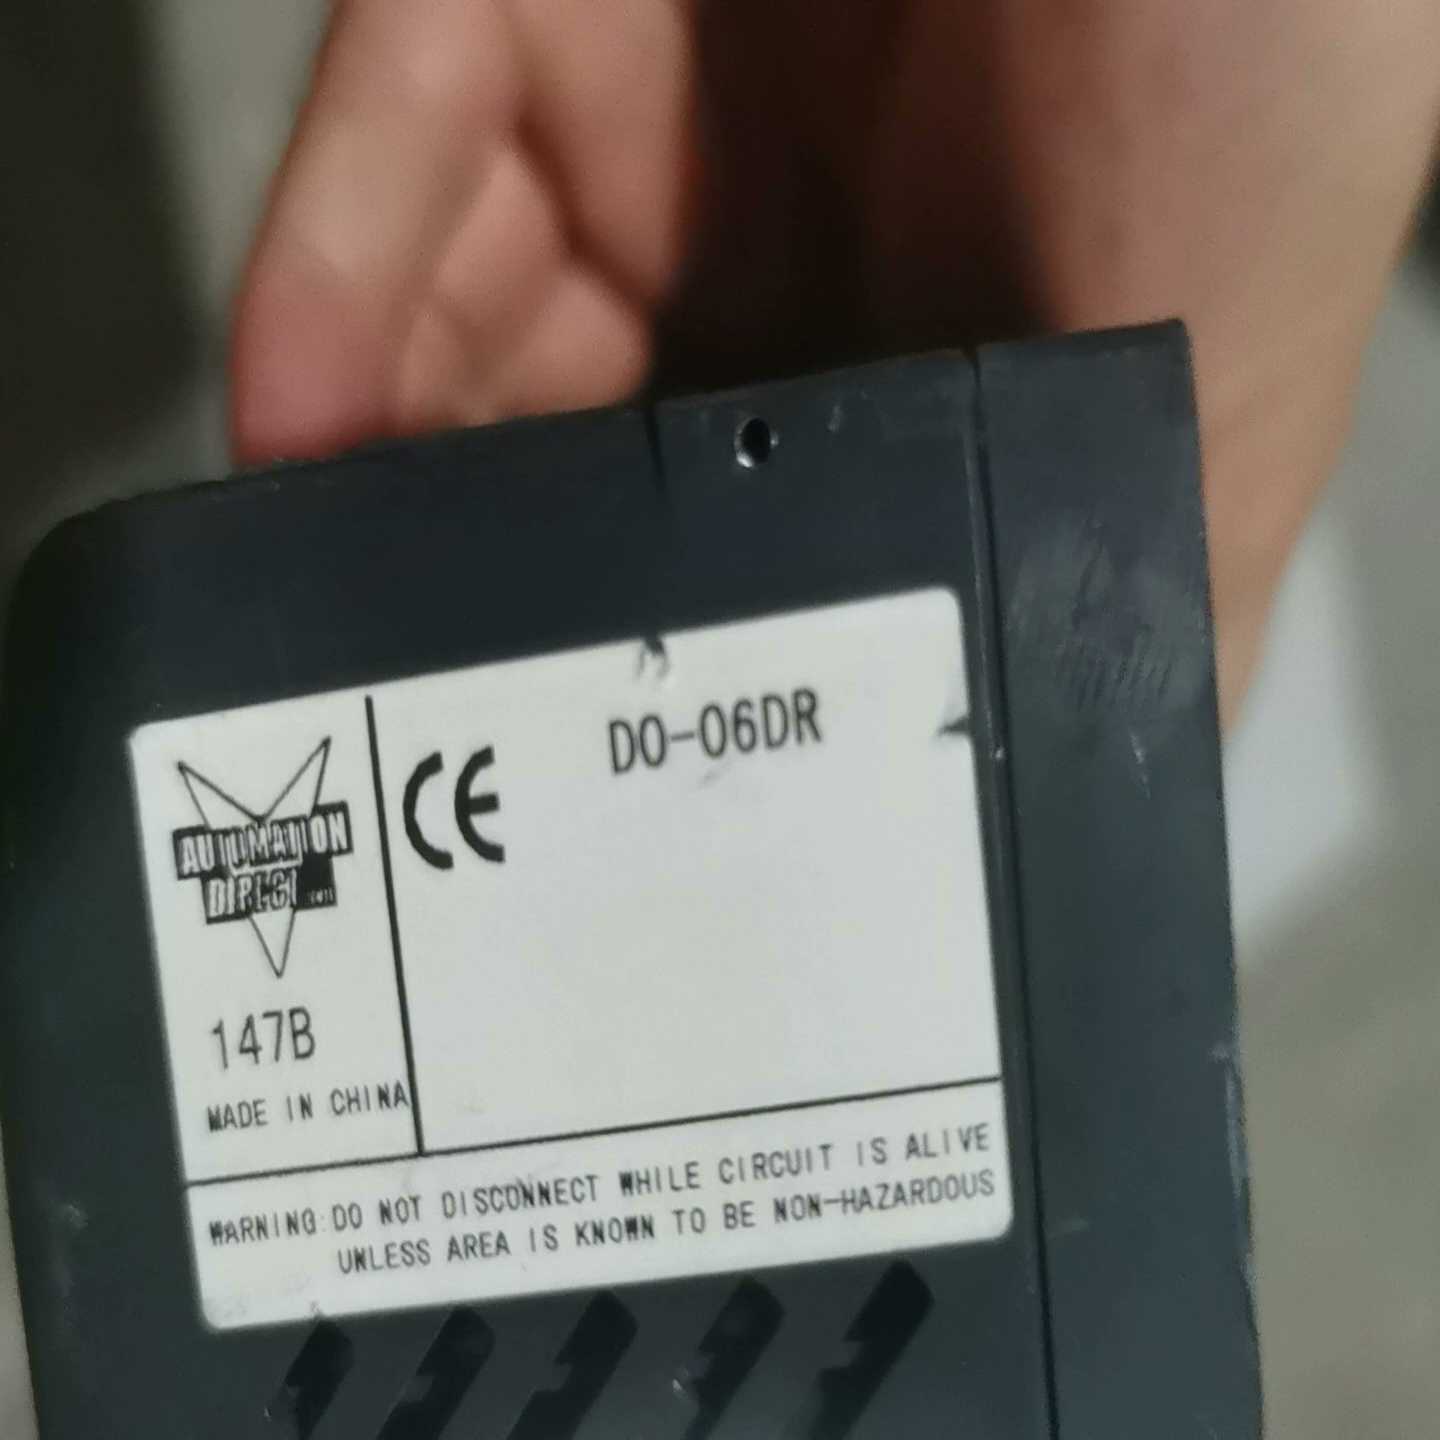 D0-06DR
CE
AUTOMATION
DIRECT
147B
MADE IN CHINA
WARNING:DO NOT DISCONNECT WHILE CIRCUIT IS ALIVE
UNLESS AREA IS KNOWN TO BE NON-HAZARDOUS